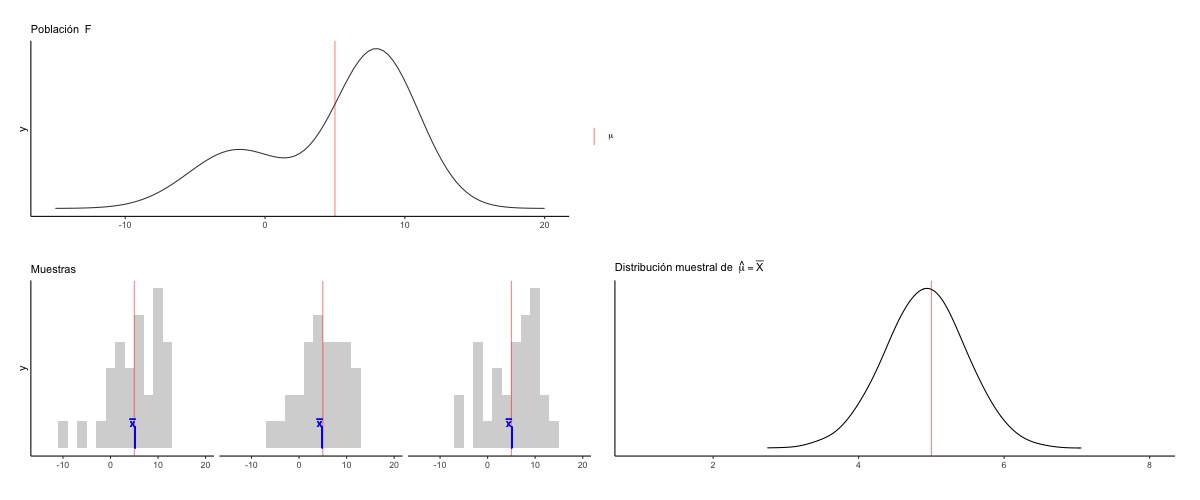 Población F
y
-10 0 10 20
μ
Muestras
y
x̅ x̅ x̅
-10 0 10 20 -10 0 10 20 -10 0 10 20
Distribución muestral de μ̂ = X̅
2 4 6 8